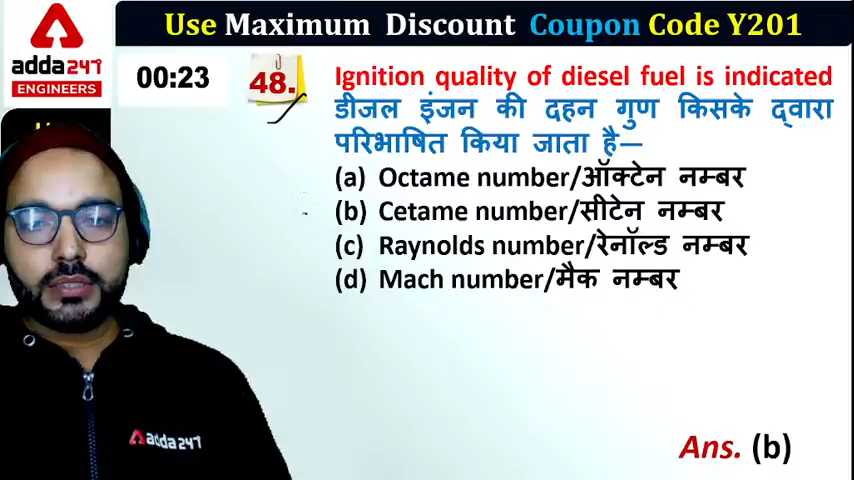 Use Maximum Discount Coupon Code Y201
adda247
ENGINEERS
00:23
48.
Ignition quality of diesel fuel is indicated
डीजल इंजन की दहन गुण किसके द्वारा
परिभाषित किया जाता है—
(a) Octame number/ऑक्टेन नम्बर
(b) Cetame number/सीटेन नम्बर
(c) Raynolds number/रेनॉल्ड नम्बर
(d) Mach number/मैक नम्बर
adda247
Ans. (b)